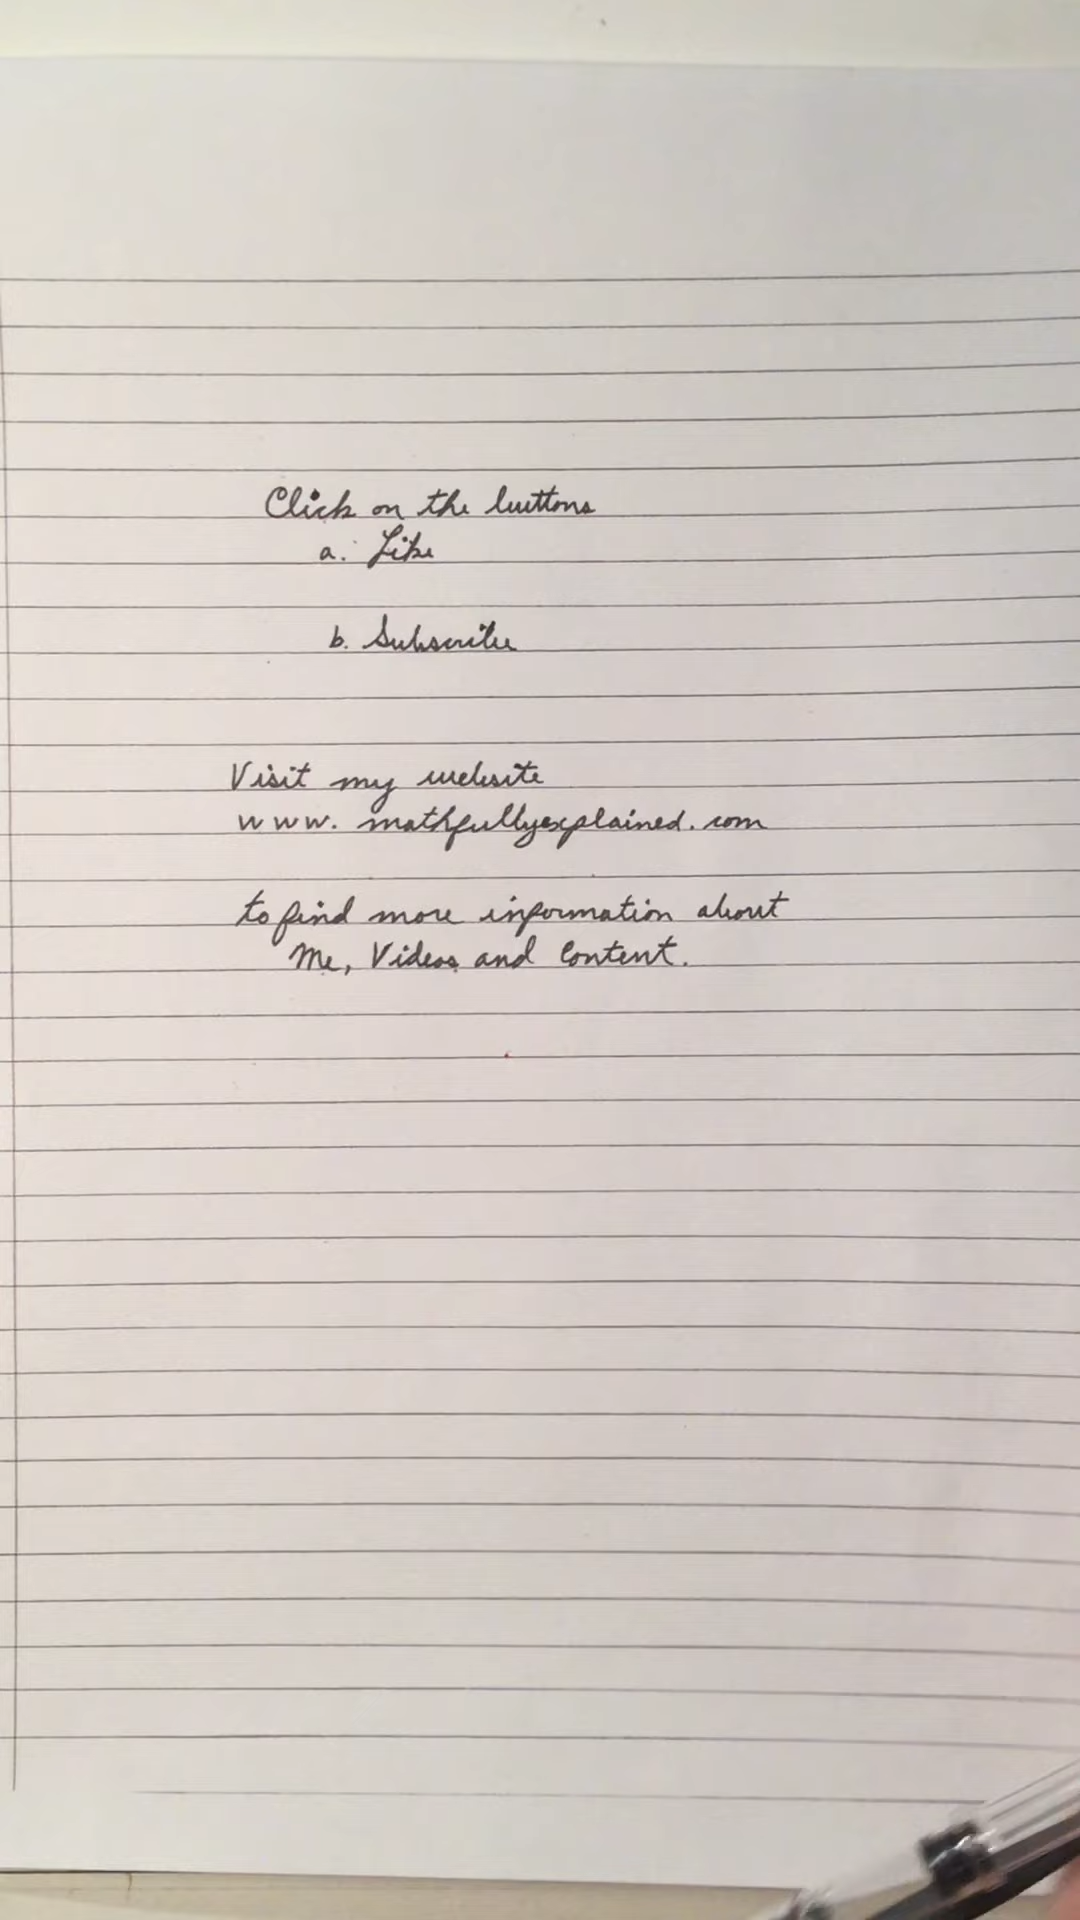 Click on the buttons
a. Like
b. Subscribe
Visit my website
www.mathfullyexplained.com
to find more information about
Me, Videos and Content.